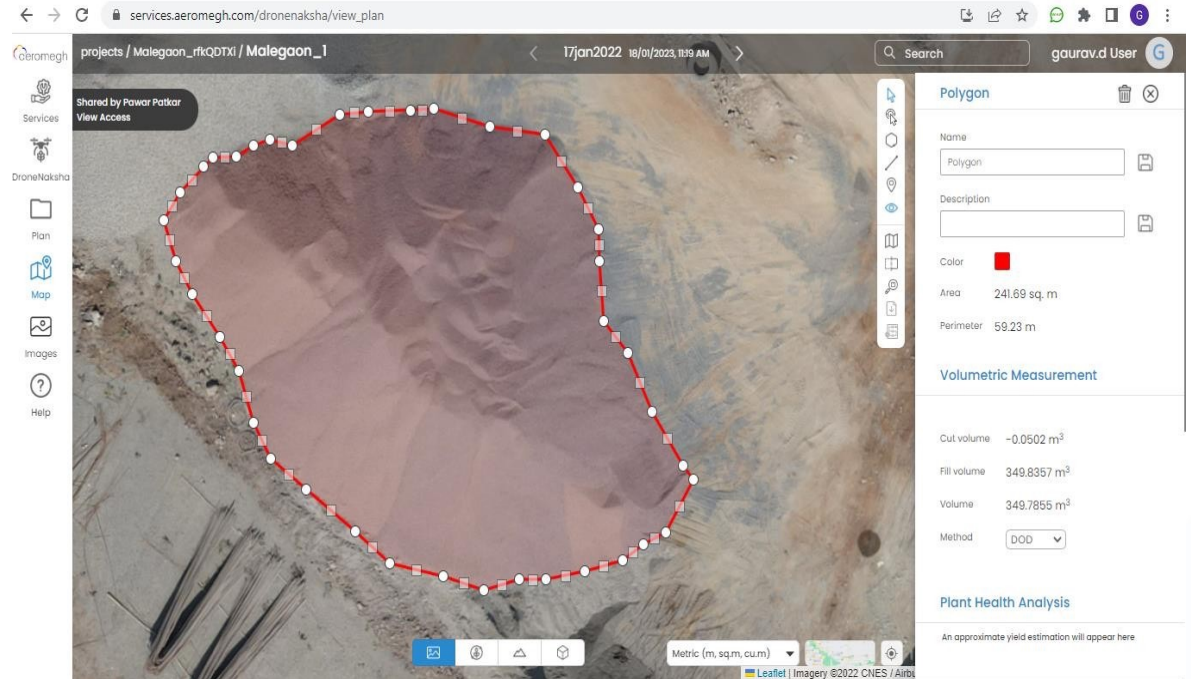 services.aeromegh.com/dronenaksha/view_plan
G
aeromegh
projects / Malegaon_rfkQDTXi / Malegaon_1
17jan2022 18/01/2023, 11:19 AM
Search
gaurav.d User
G
Services
DroneNaksha
Plan
Map
Images
Help
Shared by Pawar Patkar
View Access
Polygon
Name
Polygon
Description
Color
Area 241.69 sq. m
Perimeter 59.23 m
Volumetric Measurement
Cut volume -0.0502 m³
Fill volume 349.8357 m³
Volume 349.7855 m³
Method DOD
Plant Health Analysis
An approximate yield estimation will appear here
Metric (m, sq.m, cu.m)
Leaflet | Imagery ©2022 CNES / Airbu